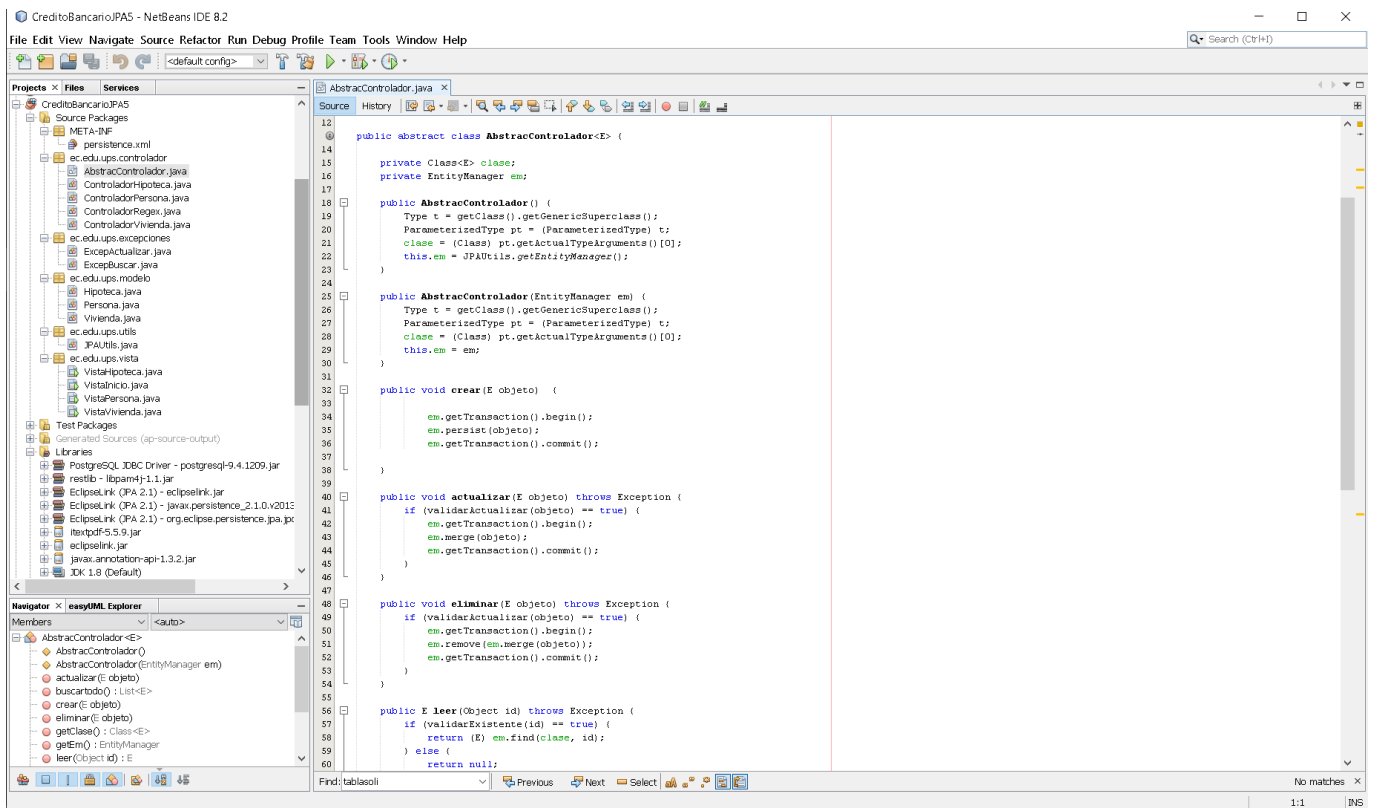 CreditoBancarioJPA5 - NetBeans IDE 8.2
File Edit View Navigate Source Refactor Run Debug Profile Team Tools Window Help
Search (Ctrl+I)
<default config>
Projects Files Services
CreditoBancarioJPA5
Source Packages
META-INF
persistence.xml
ec.edu.ups.controlador
AbstracControlador.java
ControladorHipoteca.java
ControladorPersona.java
ControladorRegex.java
ControladorVivienda.java
ec.edu.ups.excepciones
ExcepActualizar.java
ExcepBuscar.java
ec.edu.ups.modelo
Hipoteca.java
Persona.java
Vivienda.java
ec.edu.ups.utils
JPAUtils.java
ec.edu.ups.vista
VistaHipoteca.java
VistaInicio.java
VistaPersona.java
VistaVivienda.java
Test Packages
Generated Sources (ap-source-output)
Libraries
PostgreSQL JDBC Driver - postgresql-9.4.1209.jar
restlib - libpam4j-1.1.jar
EclipseLink (JPA 2.1) - eclipselink.jar
EclipseLink (JPA 2.1) - javax.persistence_2.1.0.v2013
EclipseLink (JPA 2.1) - org.eclipse.persistence.jpa.jpq
itextpdf-5.5.9.jar
eclipselink.jar
javax.annotation-api-1.3.2.jar
JDK 1.8 (Default)
Navigator easyUML Explorer
Members <auto>
AbstracControlador<E>
AbstracControlador()
AbstracControlador(EntityManager em)
actualizar(E objeto)
buscartodo() : List<E>
crear(E objeto)
eliminar(E objeto)
getClase() : Class<E>
getEm() : EntityManager
leer(Object id) : E
AbstracControlador.java
Source History
12
public abstract class AbstracControlador<E> {
14
15 private Class<E> clase;
16 private EntityManager em;
17
18 public AbstracControlador() {
19 Type t = getClass().getGenericSuperclass();
20 ParameterizedType pt = (ParameterizedType) t;
21 clase = (Class) pt.getActualTypeArguments()[0];
22 this.em = JPAUtils.getEntityManager();
23 }
24
25 public AbstracControlador(EntityManager em) {
26 Type t = getClass().getGenericSuperclass();
27 ParameterizedType pt = (ParameterizedType) t;
28 clase = (Class) pt.getActualTypeArguments()[0];
29 this.em = em;
30 }
31
32 public void crear(E objeto) {
33
34 em.getTransaction().begin();
35 em.persist(objeto);
36 em.getTransaction().commit();
37
38 }
39
40 public void actualizar(E objeto) throws Exception {
41 if (validarActualizar(objeto) == true) {
42 em.getTransaction().begin();
43 em.merge(objeto);
44 em.getTransaction().commit();
45 }
46 }
47
48 public void eliminar(E objeto) throws Exception {
49 if (validarActualizar(objeto) == true) {
50 em.getTransaction().begin();
51 em.remove(em.merge(objeto));
52 em.getTransaction().commit();
53 }
54 }
55
56 public E leer(Object id) throws Exception {
57 if (validarExistente(id) == true) {
58 return (E) em.find(clase, id);
59 } else {
60 return null;
Find: tablasoli Previous Next Select No matches
1:1 INS